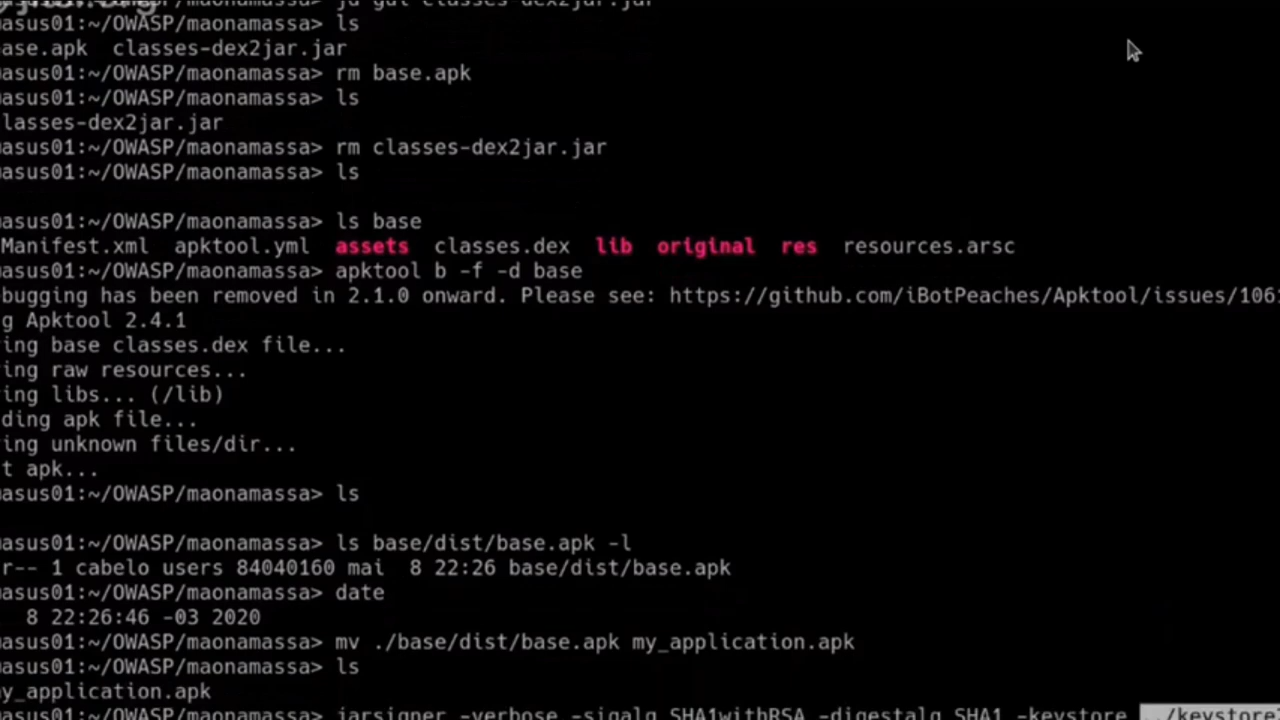 jd gui classes-dex2jar.jar
asus01:~/OWASP/maonamassa> ls
ase.apk  classes-dex2jar.jar
asus01:~/OWASP/maonamassa> rm base.apk
asus01:~/OWASP/maonamassa> ls
lasses-dex2jar.jar
asus01:~/OWASP/maonamassa> rm classes-dex2jar.jar
asus01:~/OWASP/maonamassa> ls
asus01:~/OWASP/maonamassa> ls base
Manifest.xml  apktool.yml  assets  classes.dex  lib  original  res  resources.arsc
asus01:~/OWASP/maonamassa> apktool b -f -d base
bugging has been removed in 2.1.0 onward. Please see: https://github.com/iBotPeaches/Apktool/issues/106
g Apktool 2.4.1
ing base classes.dex file...
ing raw resources...
ing libs... (/lib)
ding apk file...
ing unknown files/dir...
t apk...
asus01:~/OWASP/maonamassa> ls
asus01:~/OWASP/maonamassa> ls base/dist/base.apk -l
r-- 1 cabelo users 84040160 mai  8 22:26 base/dist/base.apk
asus01:~/OWASP/maonamassa> date
8 22:26:46 -03 2020
asus01:~/OWASP/maonamassa> mv ./base/dist/base.apk my_application.apk
asus01:~/OWASP/maonamassa> ls
y_application.apk
asus01:~/OWASP/maonamassa> jarsigner -verbose -sigalg SHA1withRSA -digestalg SHA1 -keystore ./keystore